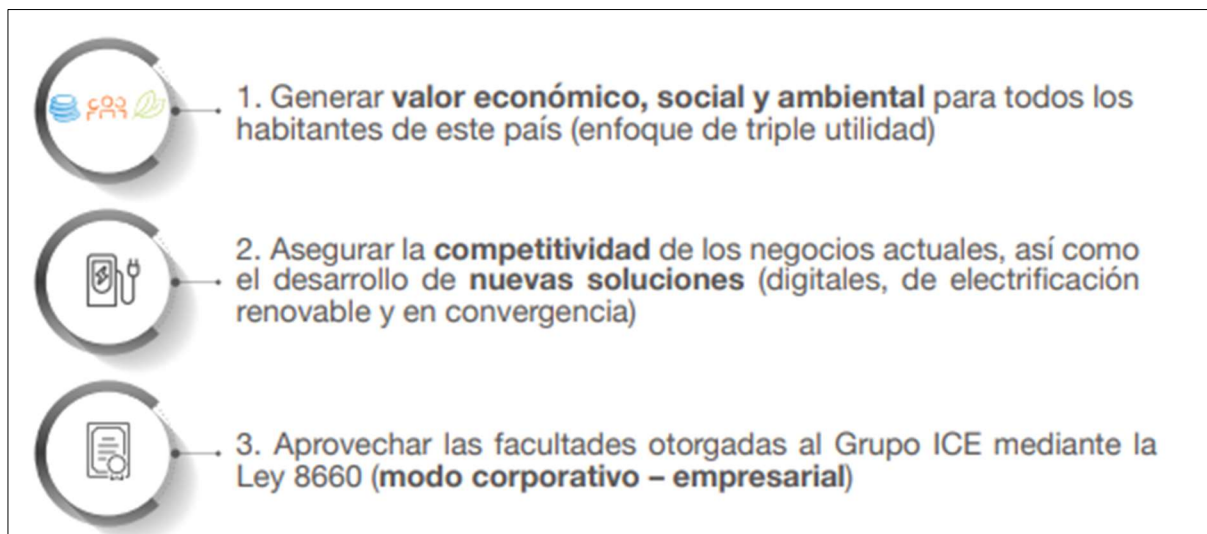 1. Generar valor económico, social y ambiental para todos los
habitantes de este país (enfoque de triple utilidad)
2. Asegurar la competitividad de los negocios actuales, así como
el desarrollo de nuevas soluciones (digitales, de electrificación
renovable y en convergencia)
3. Aprovechar las facultades otorgadas al Grupo ICE mediante la
Ley 8660 (modo corporativo – empresarial)